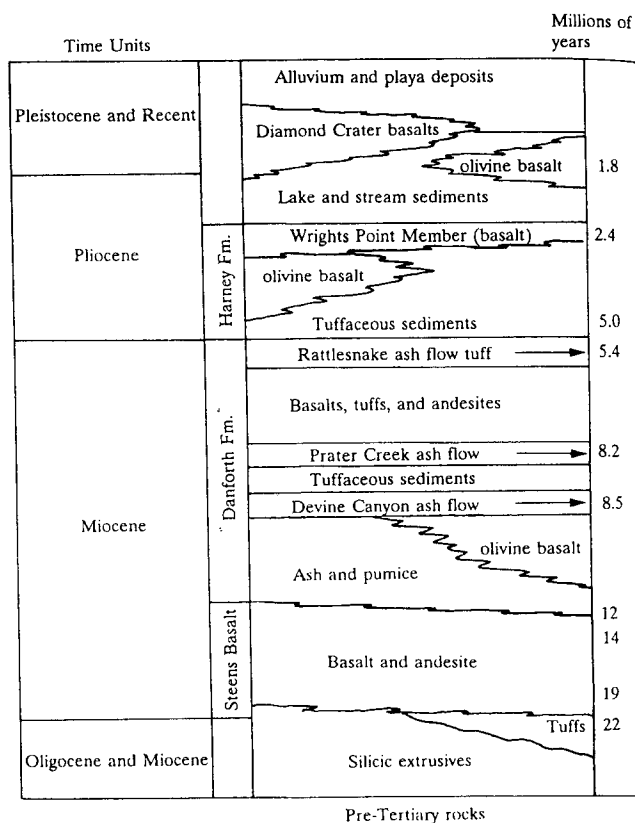 Time Units
Millions of
years
Pleistocene and Recent
Alluvium and playa deposits
Diamond Crater basalts
olivine basalt
1.8
Lake and stream sediments
Pliocene
Harney Fm.
Wrights Point Member (basalt)
2.4
olivine basalt
Tuffaceous sediments
5.0
Miocene
"Danforth Fm."
Rattlesnake ash flow tuff
5.4
Basalts, tuffs, and andesites
Prater Creek ash flow
8.2
Tuffaceous sediments
Devine Canyon ash flow
8.5
olivine basalt
Ash and pumice
Steens Basalt
12
14
Basalt and andesite
19
Tuffs
22
Oligocene and Miocene
Silicic extrusives
Pre-Tertiary rocks